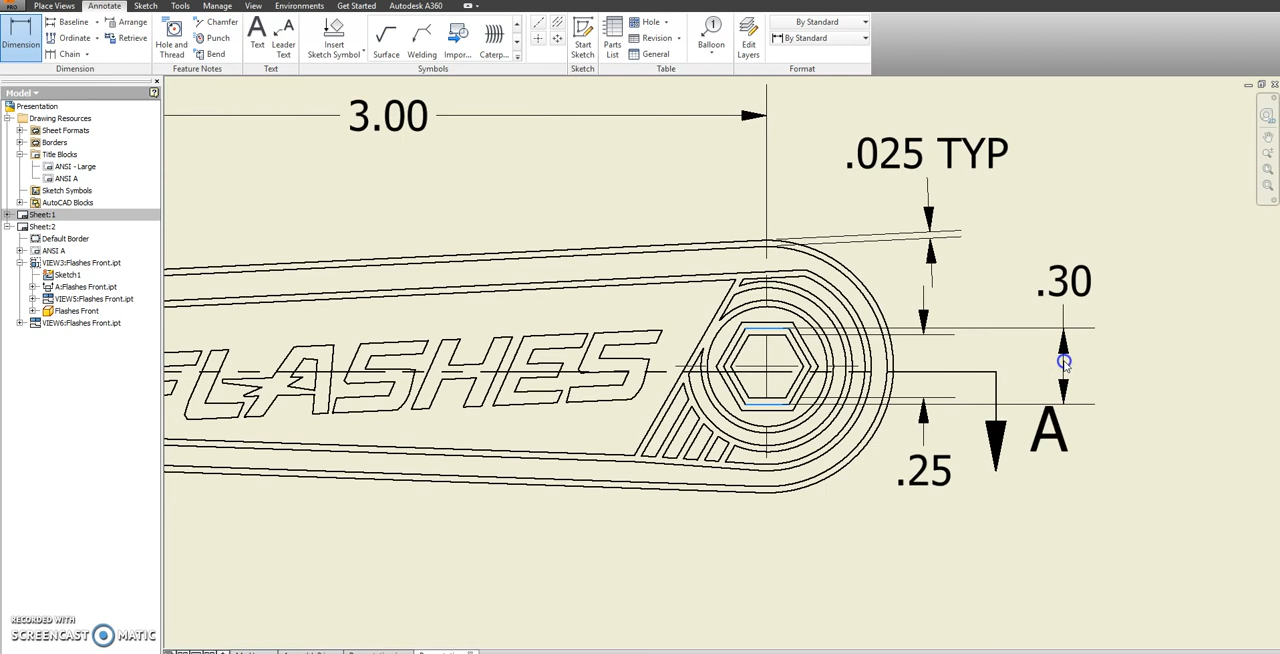 PRO Place Views Annotate Sketch Tools Manage View Environments Get Started Autodesk A360
Dimension
Baseline
Ordinate
Chain
Arrange
Retrieve
Dimension
Hole and
Thread
Chamfer
Punch
Bend
Feature Notes
Text
Leader
Text
Text
Insert
Sketch Symbol
Surface
Welding
Impor...
Caterp...
Symbols
Start
Sketch
Sketch
Parts
List
Hole
Revision
General
Table
Balloon
Edit
Layers
By Standard
By Standard
Format
Model
Presentation
Drawing Resources
Sheet Formats
Borders
Title Blocks
ANSI - Large
ANSI A
Sketch Symbols
AutoCAD Blocks
Sheet:1
Sheet:2
Default Border
ANSI A
VIEW3:Flashes Front.ipt
Sketch1
A:Flashes Front.ipt
VIEW5:Flashes Front.ipt
Flashes Front
VIEW6:Flashes Front.ipt
3.00
.025 TYP
.30
FLASHES
A
.25
RECORDED WITH
SCREENCAST MATIC